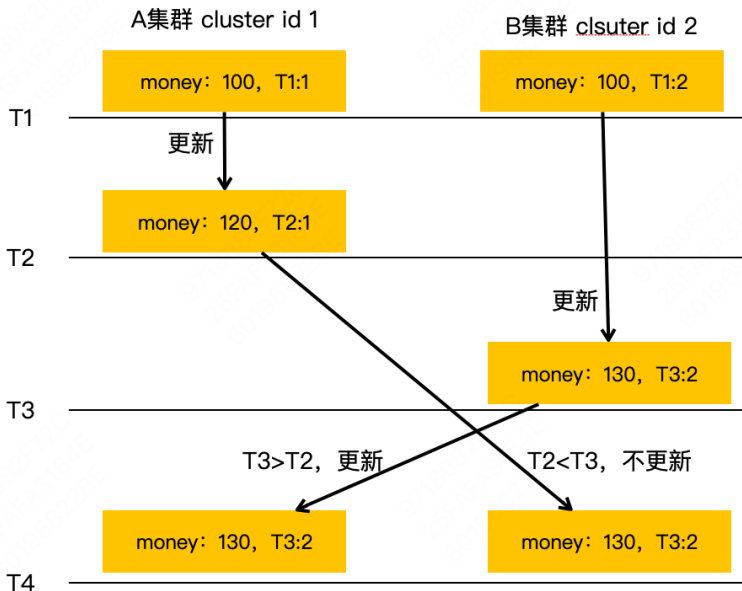 A集群 cluster id 1
B集群 clsuter id 2
money：100，T1:1
money：100，T1:2
T1
更新
money：120，T2:1
T2
更新
money：130，T3:2
T3
T3>T2，更新
T2<T3，不更新
money：130，T3:2
money：130，T3:2
T4